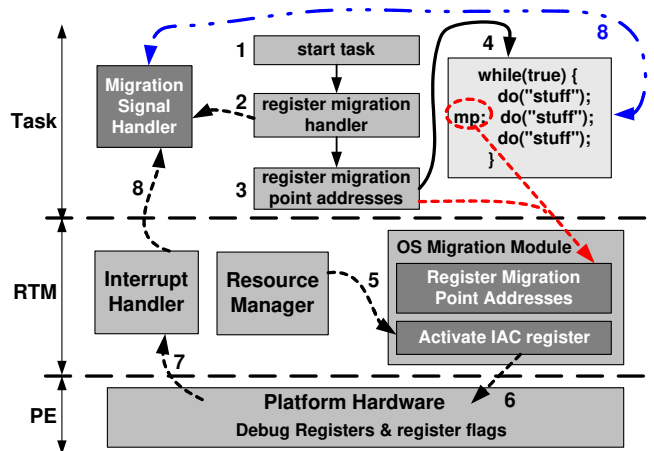 1
start task
4
8
Migration
Signal
Handler
2
register migration
handler
while(true) {
do("stuff");
mp; do("stuff");
do("stuff");
}
Task
8
3
register migration
point addresses
RTM
Interrupt
Handler
Resource
Manager
5
OS Migration Module
Register Migration
Point Addresses
Activate IAC register
7
6
PE
Platform Hardware
Debug Registers & register flags